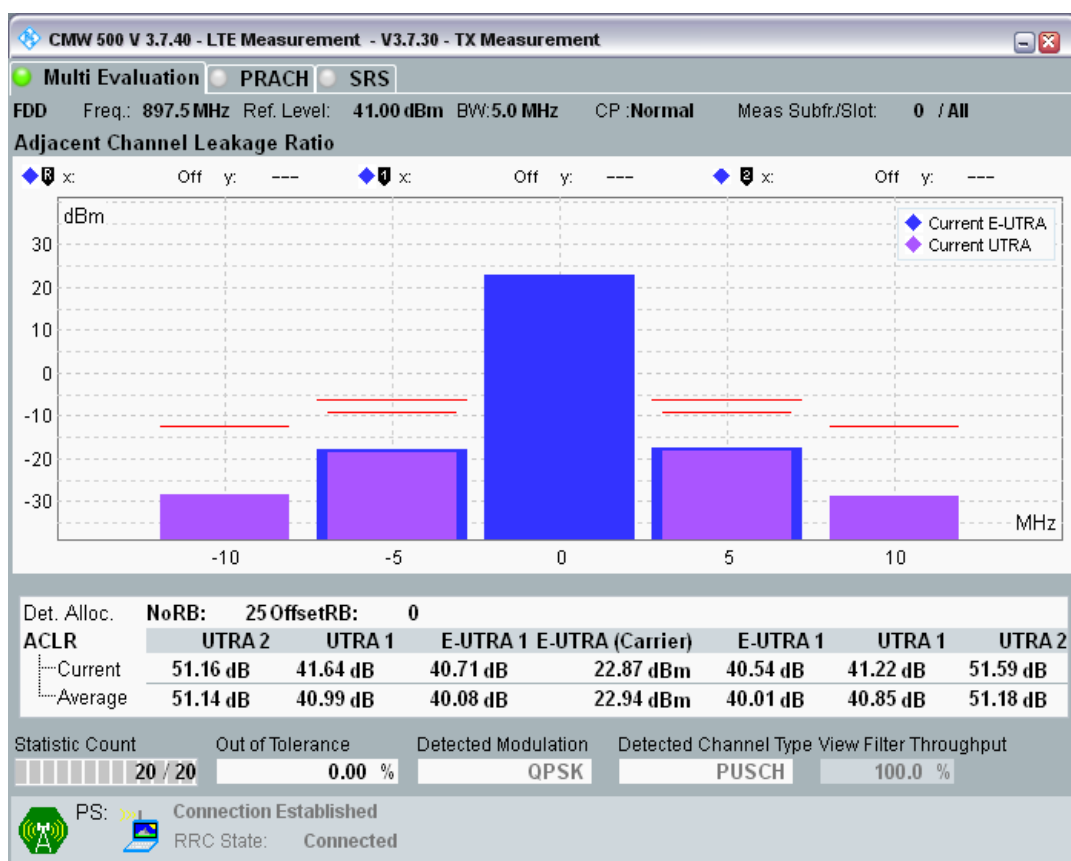 CMW 500 V 3.7.40 - LTE Measurement - V3.7.30 - TX Measurement
Multi Evaluation PRACH SRS
FDD Freq.: 897.5 MHz Ref. Level: 41.00 dBm BW:5.0 MHz CP :Normal Meas Subfr./Slot: 0 / All
Adjacent Channel Leakage Ratio
R x: Off y: --- 1 x: Off y: --- 2 x: Off y: ---
dBm
Current E-UTRA
Current UTRA
30
20
10
0
-10
-20
-30
MHz
-10 -5 0 5 10
Det. Alloc. NoRB: 25 OffsetRB: 0
ACLR UTRA 2 UTRA 1 E-UTRA 1 E-UTRA (Carrier) E-UTRA 1 UTRA 1 UTRA 2
Current 51.16 dB 41.64 dB 40.71 dB 22.87 dBm 40.54 dB 41.22 dB 51.59 dB
Average 51.14 dB 40.99 dB 40.08 dB 22.94 dBm 40.01 dB 40.85 dB 51.18 dB
Statistic Count Out of Tolerance Detected Modulation Detected Channel Type View Filter Throughput
20 / 20 0.00 % QPSK PUSCH 100.0 %
PS: Connection Established
RRC State: Connected